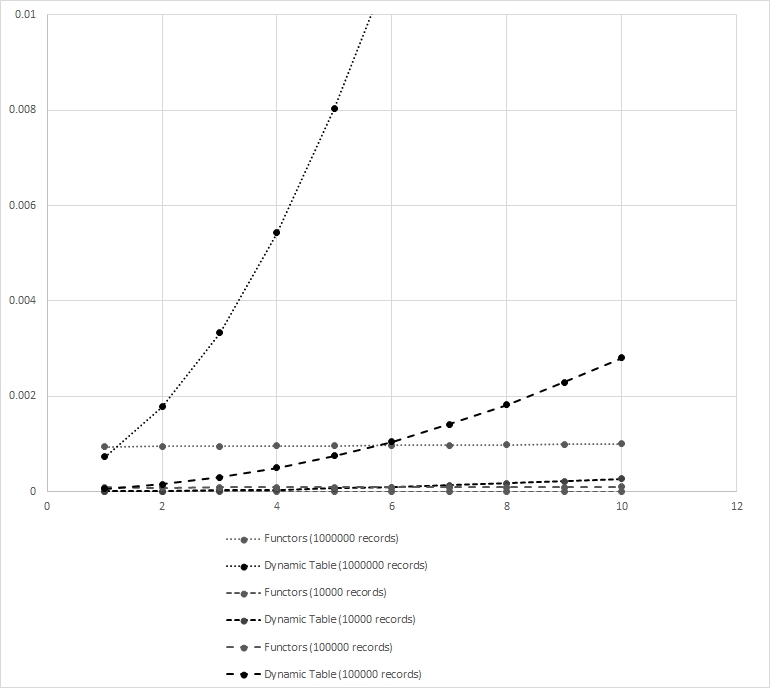 0.01
0.008
0.006
0.004
0.002
0
0 2 4 6 8 10 12
Functors (1000000 records)
Dynamic Table (1000000 records)
Functors (10000 records)
Dynamic Table (10000 records)
Functors (100000 records)
Dynamic Table (100000 records)